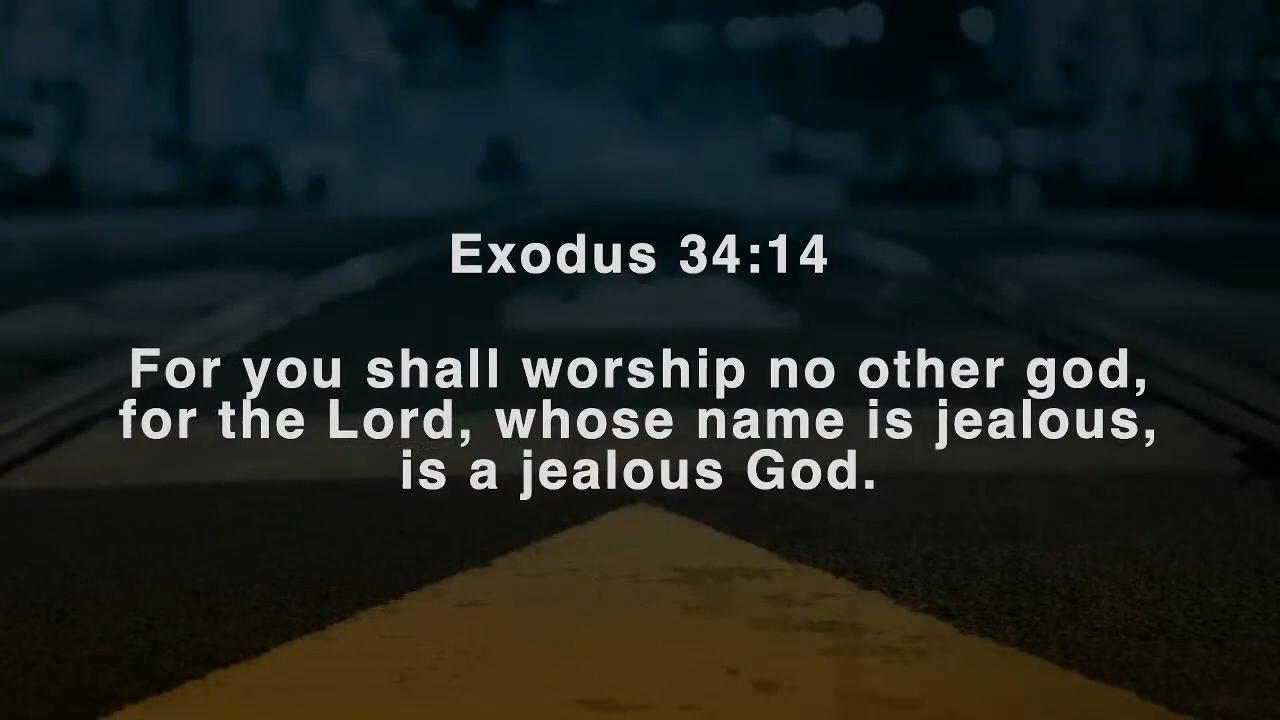 Exodus 34:14
For you shall worship no other god,
for the Lord, whose name is jealous,
is a jealous God.